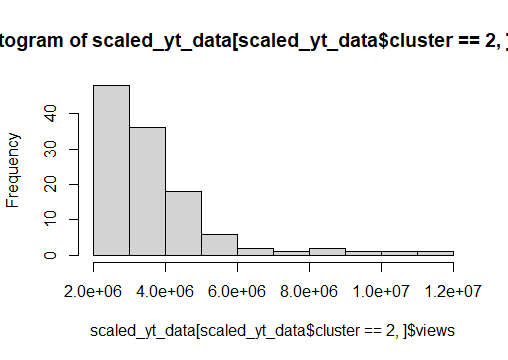 togram of scaled_yt_data[scaled_yt_data$cluster == 2, ]
Frequency
40
30
20
10
0
2.0e+06 4.0e+06 6.0e+06 8.0e+06 1.0e+07 1.2e+07
scaled_yt_data[scaled_yt_data$cluster == 2, ]$views